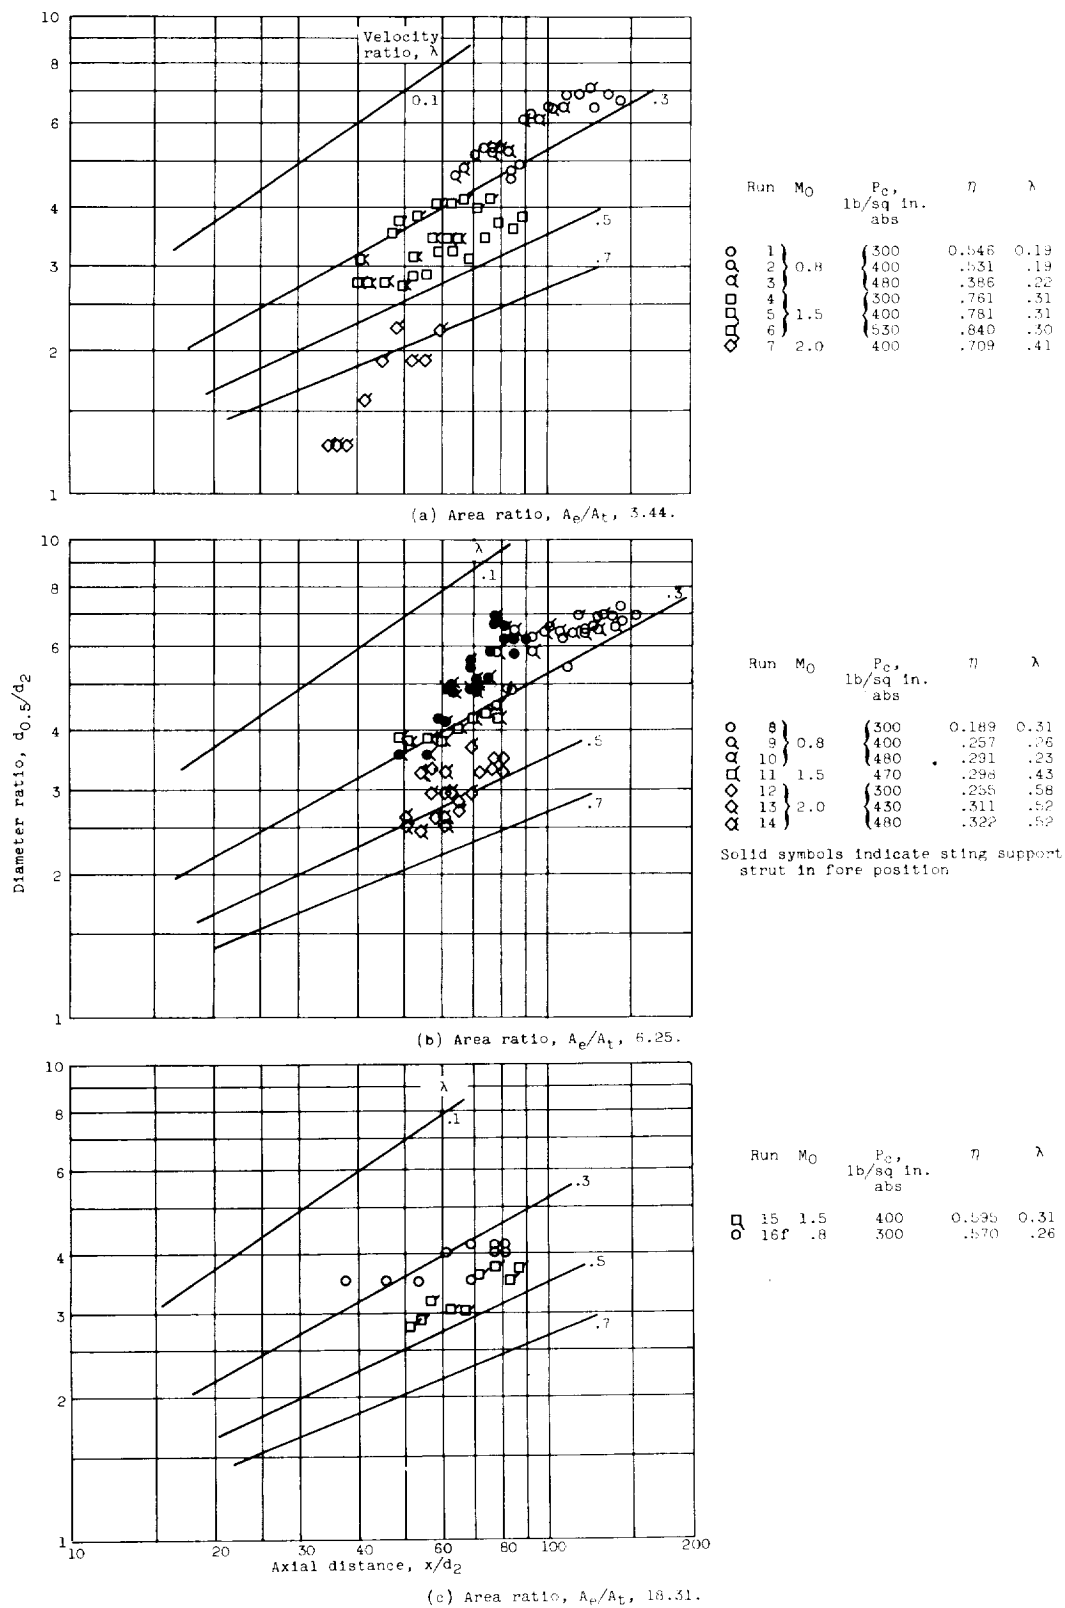 10
8
6
4
3
2
1
Velocity
ratio, λ
0.1
.3
.5
.7
(a) Area ratio, Ae/At, 3.44.
Run M0 Pc, η λ
lb/sq in.
abs
1 300 0.546 0.19
2 0.8 400 .531 .19
3 480 .386 .22
4 300 .761 .31
5 1.5 400 .781 .31
6 530 .840 .30
7 2.0 400 .709 .41
Diameter ratio, d0.5/d2
10
8
6
4
3
2
1
λ
.1
.3
.5
.7
(b) Area ratio, Ae/At, 6.25.
Run M0 Pc, η λ
lb/sq in.
abs
8 300 0.189 0.31
9 0.8 400 .257 .26
10 480 .291 .23
11 1.5 470 .298 .43
12 300 .255 .58
13 2.0 430 .311 .52
14 480 .322 .52
Solid symbols indicate sting support
strut in fore position
10
8
6
4
3
2
1
λ
.1
.3
.5
.7
10 20 30 40 60 80 100 200
Axial distance, x/d2
(c) Area ratio, Ae/At, 18.31.
Run M0 Pc, η λ
lb/sq in.
abs
15 1.5 400 0.595 0.31
16f .8 300 .570 .26